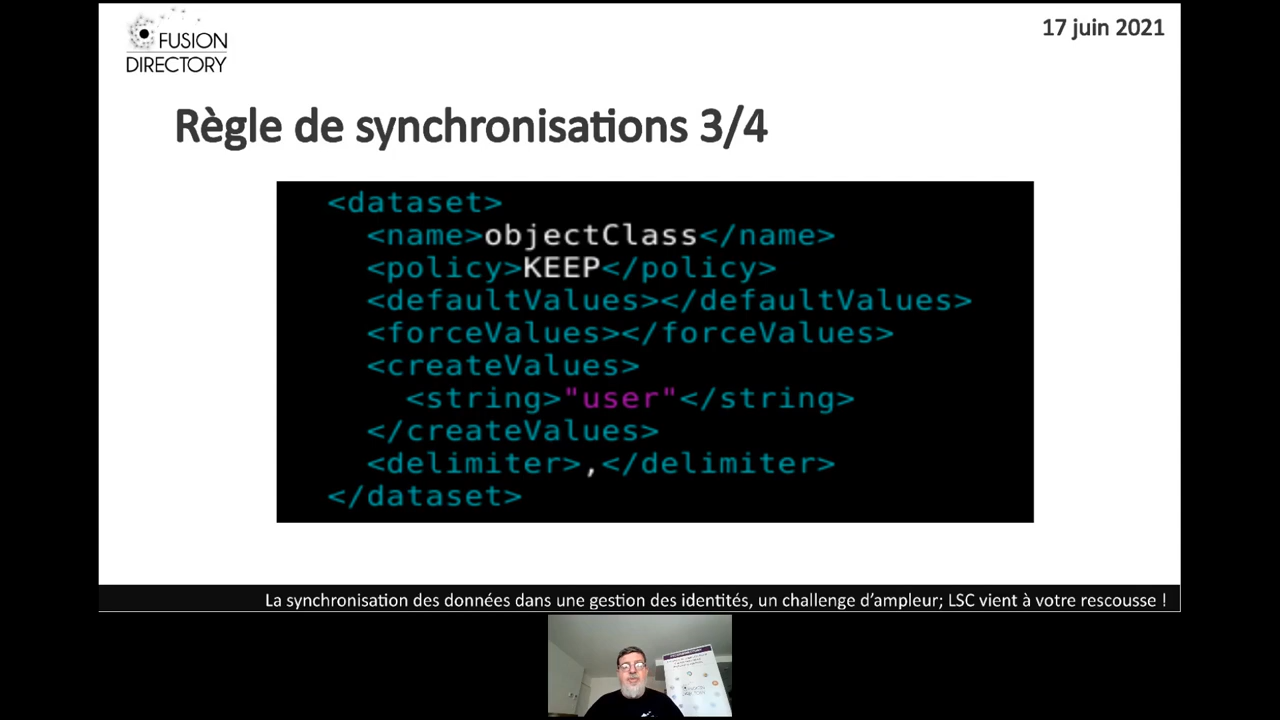 FUSION
DIRECTORY
17 juin 2021
Règle de synchronisations 3/4
<dataset>
<name>objectClass</name>
<policy>KEEP</policy>
<defaultValues></defaultValues>
<forceValues></forceValues>
<createValues>
<string>"user"</string>
</createValues>
<delimiter>,</delimiter>
</dataset>
La synchronisation des données dans une gestion des identités, un challenge d'ampleur; LSC vient à votre rescousse !